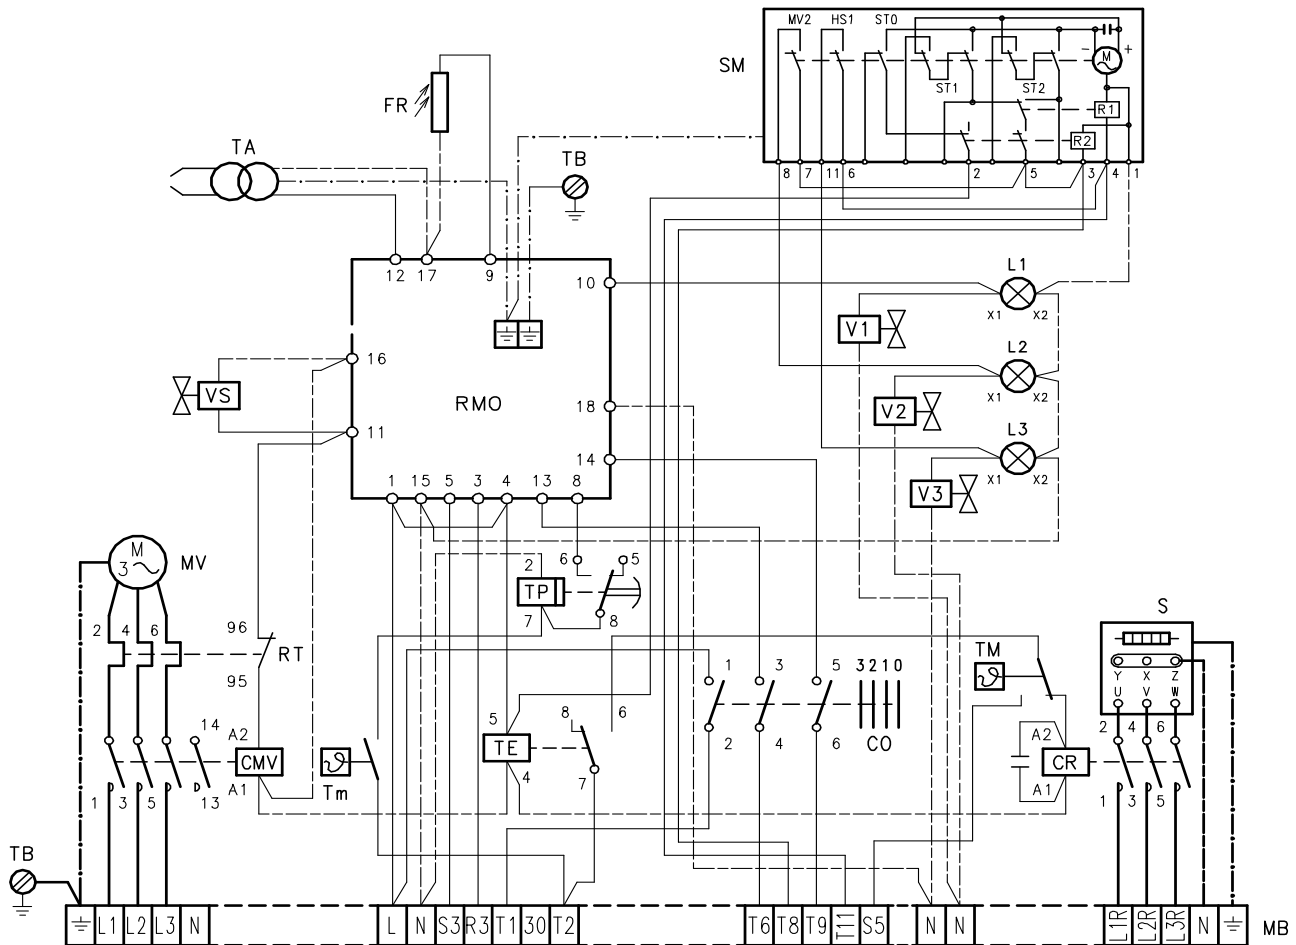 MV2 HS1 ST0
SM
M
- +
ST1 ST2
R1
R2
8 7 11 6 2 5 3 4 1
FR
TA
TB
12 17 9
10
L1
X1 X2
V1
16
VS
RMO
18
L2
X1 X2
V2
11
14
L3
X1 X2
V3
1 15 5 3 4 13 8
M
3
MV
6 5
2
TP
7 8
S
2 4 6
96
RT
95
TM
1 3 5
3 2 1 0
Y X Z
U V W
14
A2
CMV
A1
Tm
5
TE
4
8 6
7
2 4 6
CO
A2
CR
A1
2 4 6
1 3 5
13
1 3 5
TB
L1 L2 L3 N
L N S3 R3 T1 30 T2
T6 T8 T9 T11 S5
N N
L1R L2R L3R N
MB